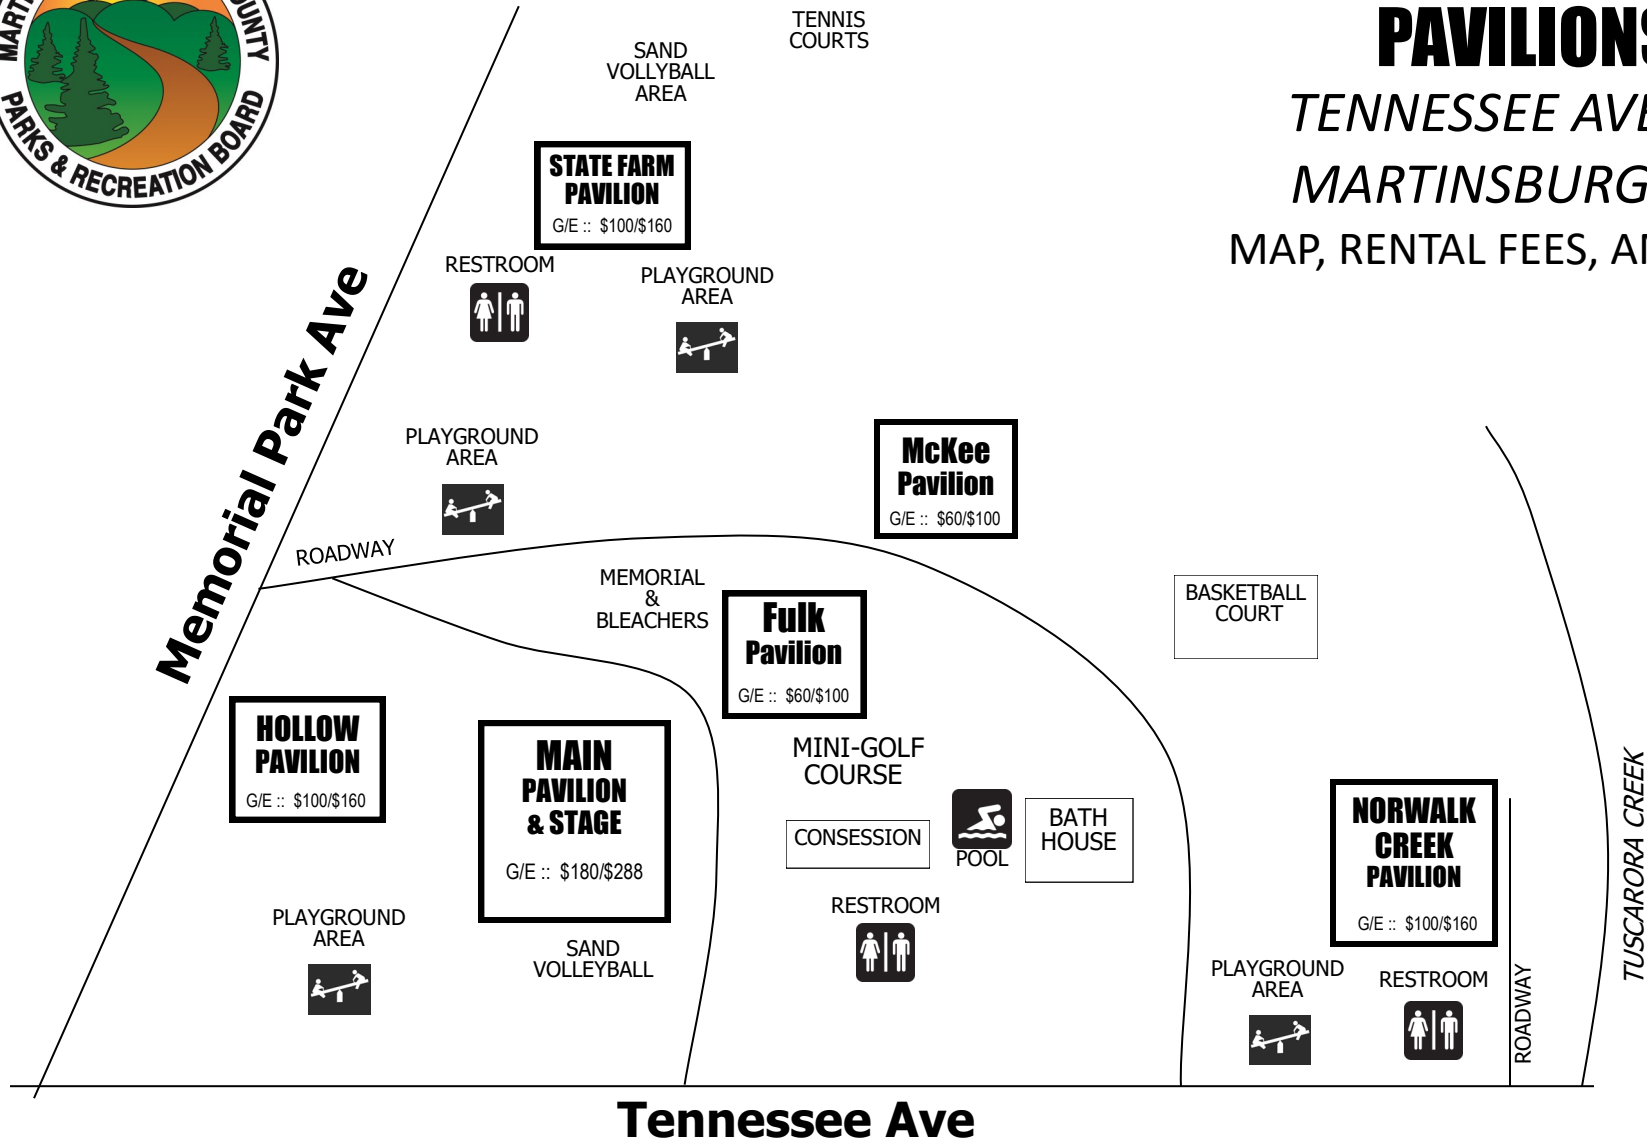 MARTI
OUNTY
PARKS & RECREATION BOARD
PAVILIONS
TENNESSEE AVE
MARTINSBURG
MAP, RENTAL FEES, AN
TENNIS
COURTS
SAND
VOLLYBALL
AREA
STATE FARM
PAVILION
G/E :: $100/$160
RESTROOM
PLAYGROUND
AREA
Memorial Park Ave
PLAYGROUND
AREA
McKee
Pavilion
G/E :: $60/$100
ROADWAY
MEMORIAL
&
BLEACHERS
Fulk
Pavilion
G/E :: $60/$100
BASKETBALL
COURT
HOLLOW
PAVILION
G/E :: $100/$160
MAIN
PAVILION
& STAGE
G/E :: $180/$288
MINI-GOLF
COURSE
CONSESSION
POOL
BATH
HOUSE
NORWALK
CREEK
PAVILION
G/E :: $100/$160
TUSCARORA CREEK
PLAYGROUND
AREA
SAND
VOLLEYBALL
RESTROOM
PLAYGROUND
AREA
RESTROOM
ROADWAY
Tennessee Ave